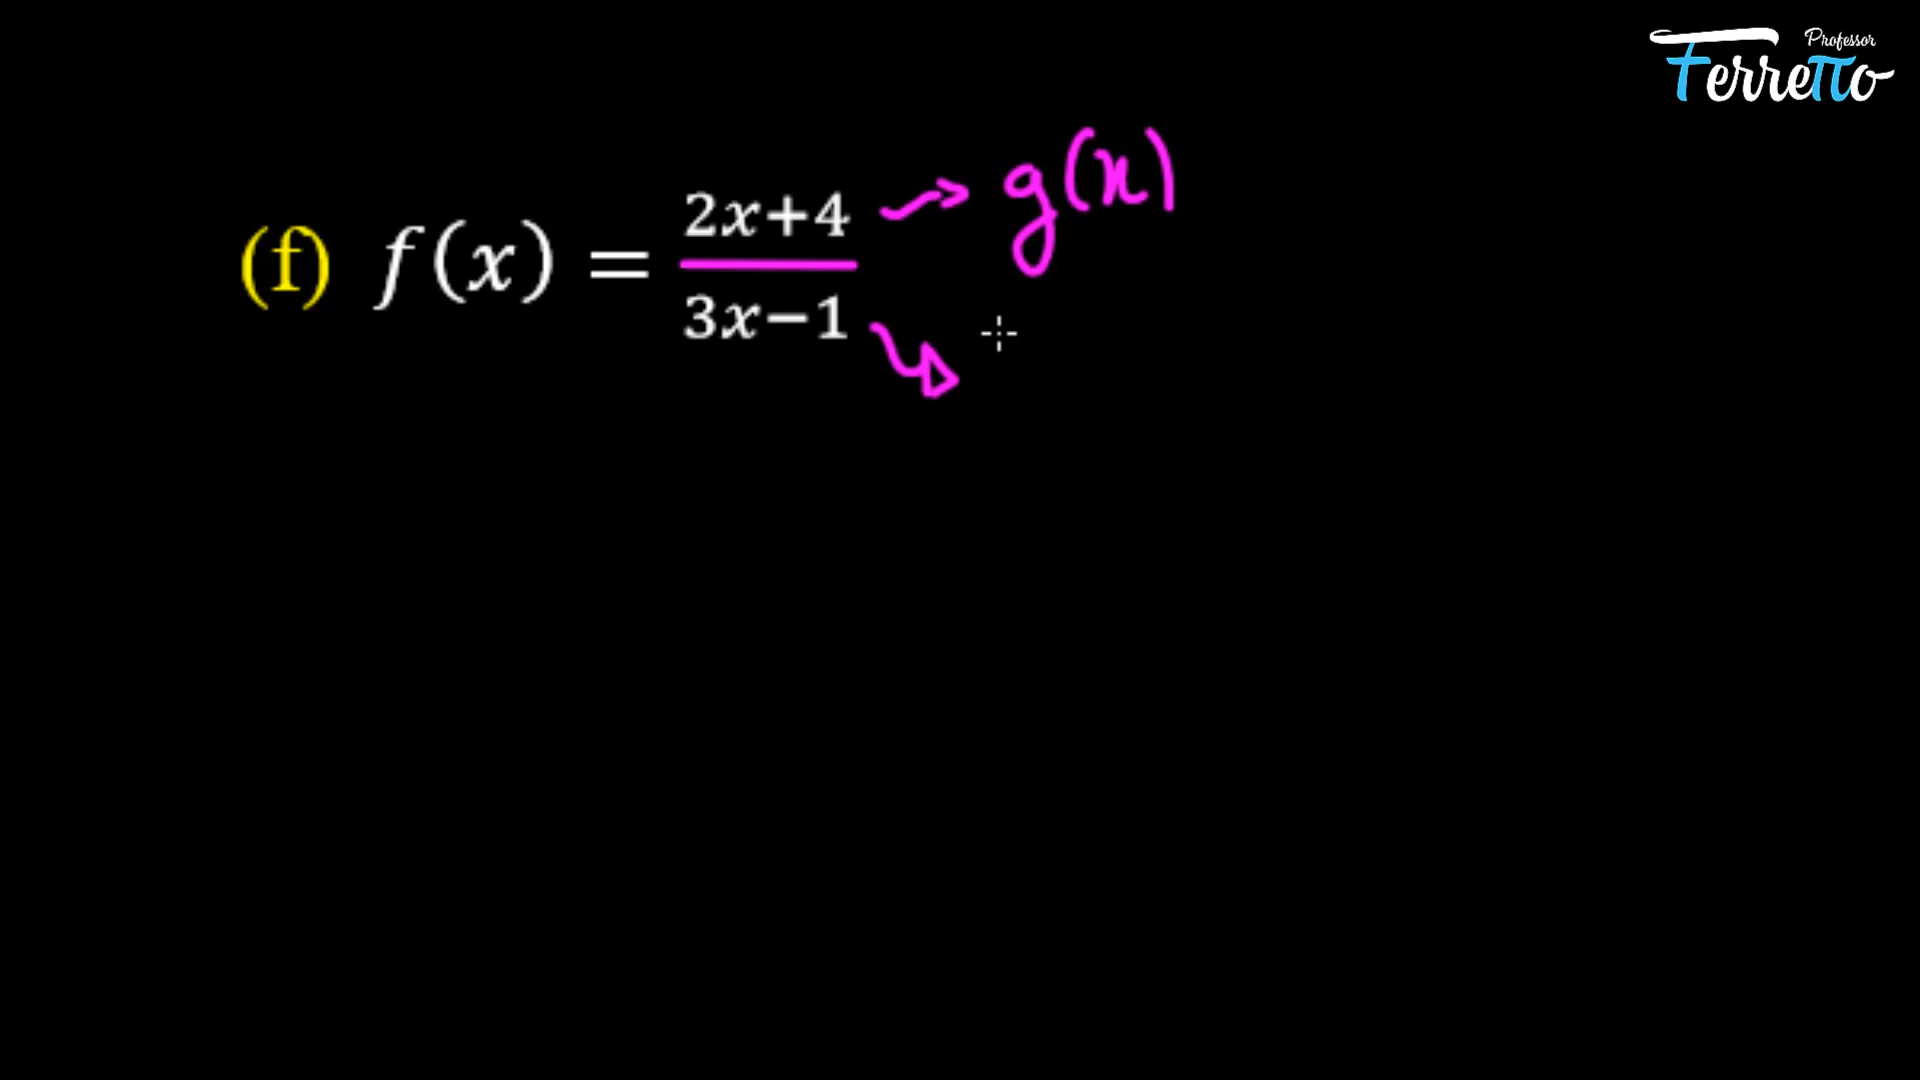 Professor
Ferretto
(f) f(x) = 2x+4 / 3x−1
g(x)